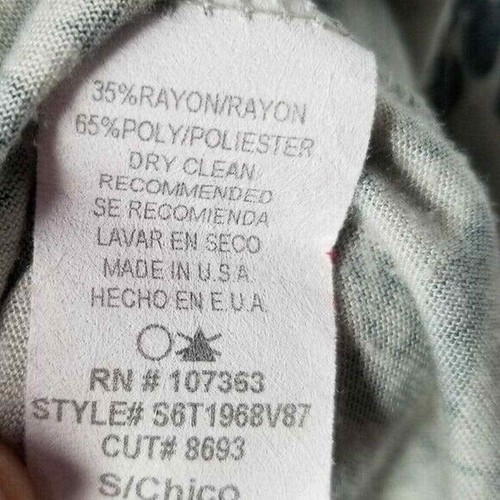 35%RAYON/RAYON
65%POLY/POLIESTER
DRY CLEAN
RECOMMENDED
SE RECOMIENDA
LAVAR EN SECO
MADE IN U.S.A.
HECHO EN E.U.A.
RN # 107363
STYLE# S6T1968V87
CUT# 8693
S/Chico